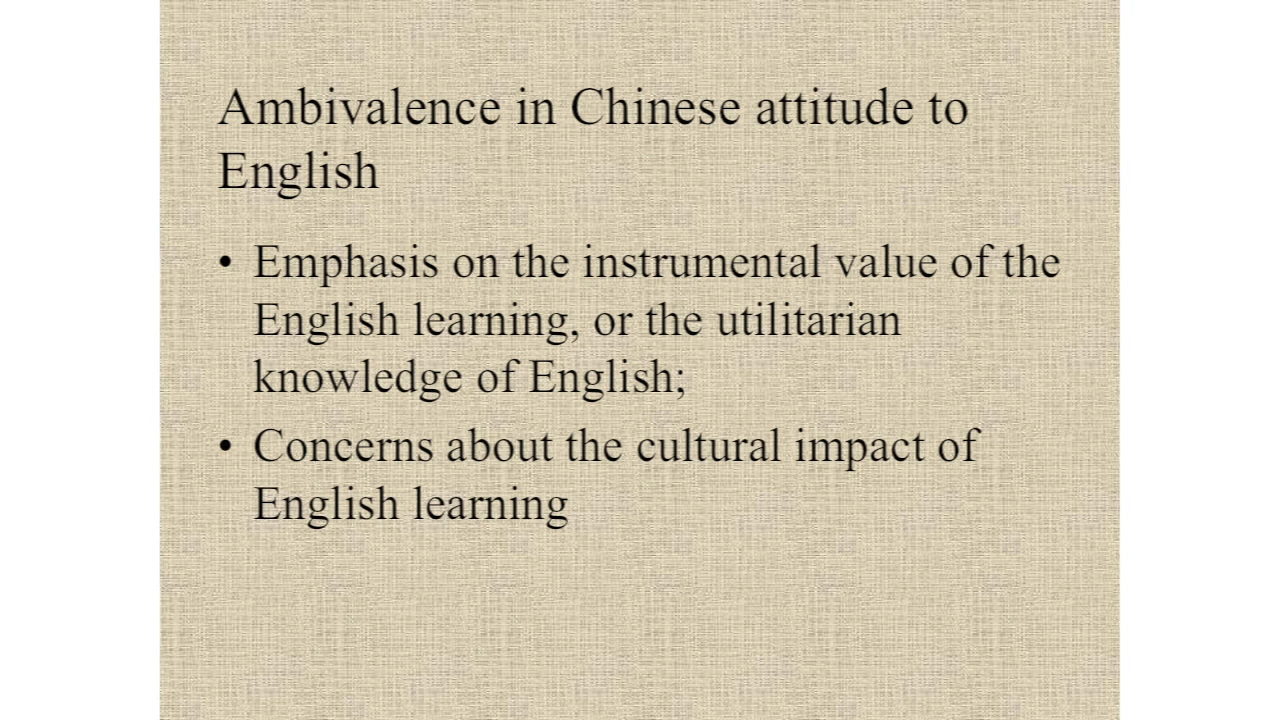 Ambivalence in Chinese attitude to
English
• Emphasis on the instrumental value of the
English learning, or the utilitarian
knowledge of English;
• Concerns about the cultural impact of
English learning